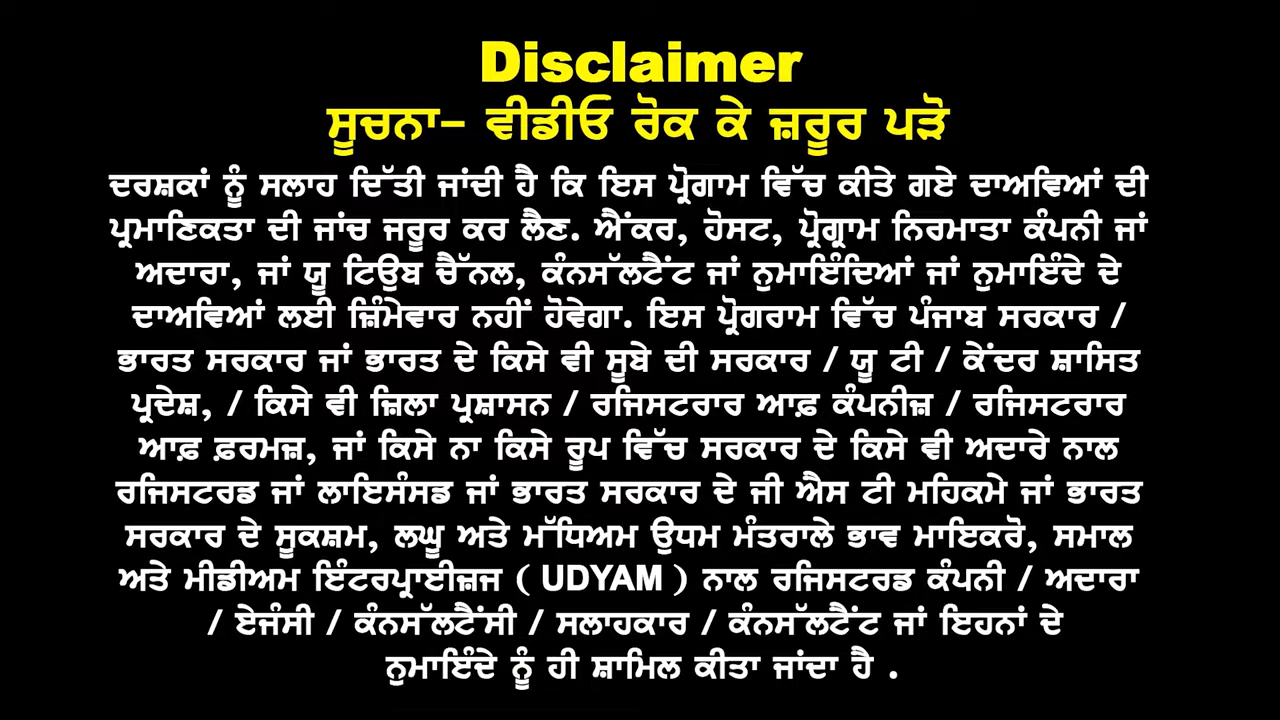 Disclaimer
ਸੂਚਨਾ- ਵੀਡੀਓ ਰੋਕ ਕੇ ਜ਼ਰੂਰ ਪੜੋ
ਦਰਸ਼ਕਾਂ ਨੂੰ ਸਲਾਹ ਦਿੱਤੀ ਜਾਂਦੀ ਹੈ ਕਿ ਇਸ ਪ੍ਰੋਗਾਮ ਵਿੱਚ ਕੀਤੇ ਗਏ ਦਾਅਵਿਆਂ ਦੀ
ਪ੍ਰਮਾਣਿਕਤਾ ਦੀ ਜਾਂਚ ਜਰੂਰ ਕਰ ਲੈਣ. ਐਂਕਰ, ਹੋਸਟ, ਪ੍ਰੋਗ੍ਰਾਮ ਨਿਰਮਾਤਾ ਕੰਪਨੀ ਜਾਂ
ਅਦਾਰਾ, ਜਾਂ ਯੂ ਟਿਊਬ ਚੈੱਨਲ, ਕੰਨਸੱਲਟੈਂਟ ਜਾਂ ਨੁਮਾਇੰਦਿਆਂ ਜਾਂ ਨੁਮਾਇੰਦੇ ਦੇ
ਦਾਅਵਿਆਂ ਲਈ ਜ਼ਿੰਮੇਵਾਰ ਨਹੀਂ ਹੋਵੇਗਾ. ਇਸ ਪ੍ਰੋਗਰਾਮ ਵਿੱਚ ਪੰਜਾਬ ਸਰਕਾਰ /
ਭਾਰਤ ਸਰਕਾਰ ਜਾਂ ਭਾਰਤ ਦੇ ਕਿਸੇ ਵੀ ਸੂਬੇ ਦੀ ਸਰਕਾਰ / ਯੂ ਟੀ / ਕੇਂਦਰ ਸ਼ਾਸਿਤ
ਪ੍ਰਦੇਸ਼, / ਕਿਸੇ ਵੀ ਜ਼ਿਲਾ ਪ੍ਰਸ਼ਾਸਨ / ਰਜਿਸਟਰਾਰ ਆਫ਼ ਕੰਪਨੀਜ਼ / ਰਜਿਸਟਰਾਰ
ਆਫ਼ ਫ਼ਰਮਜ਼, ਜਾਂ ਕਿਸੇ ਨਾ ਕਿਸੇ ਰੂਪ ਵਿੱਚ ਸਰਕਾਰ ਦੇ ਕਿਸੇ ਵੀ ਅਦਾਰੇ ਨਾਲ
ਰਜਿਸਟਰਡ ਜਾਂ ਲਾਇਸੰਸਡ ਜਾਂ ਭਾਰਤ ਸਰਕਾਰ ਦੇ ਜੀ ਐਸ ਟੀ ਮਹਿਕਮੇ ਜਾਂ ਭਾਰਤ
ਸਰਕਾਰ ਦੇ ਸੂਕਸ਼ਮ, ਲਘੂ ਅਤੇ ਮੱਧਿਅਮ ਉਧਮ ਮੰਤਰਾਲੇ ਭਾਵ ਮਾਇਕਰੋ, ਸਮਾਲ
ਅਤੇ ਮੀਡੀਅਮ ਇੰਟਰਪ੍ਰਾਈਜ਼ਜ ( UDYAM ) ਨਾਲ ਰਜਿਸਟਰਡ ਕੰਪਨੀ / ਅਦਾਰਾ
/ ਏਜੰਸੀ / ਕੰਨਸੱਲਟੈਂਸੀ / ਸਲਾਹਕਾਰ / ਕੰਨਸੱਲਟੈਂਟ ਜਾਂ ਇਹਨਾਂ ਦੇ
ਨੁਮਾਇੰਦੇ ਨੂੰ ਹੀ ਸ਼ਾਮਿਲ ਕੀਤਾ ਜਾਂਦਾ ਹੈ .